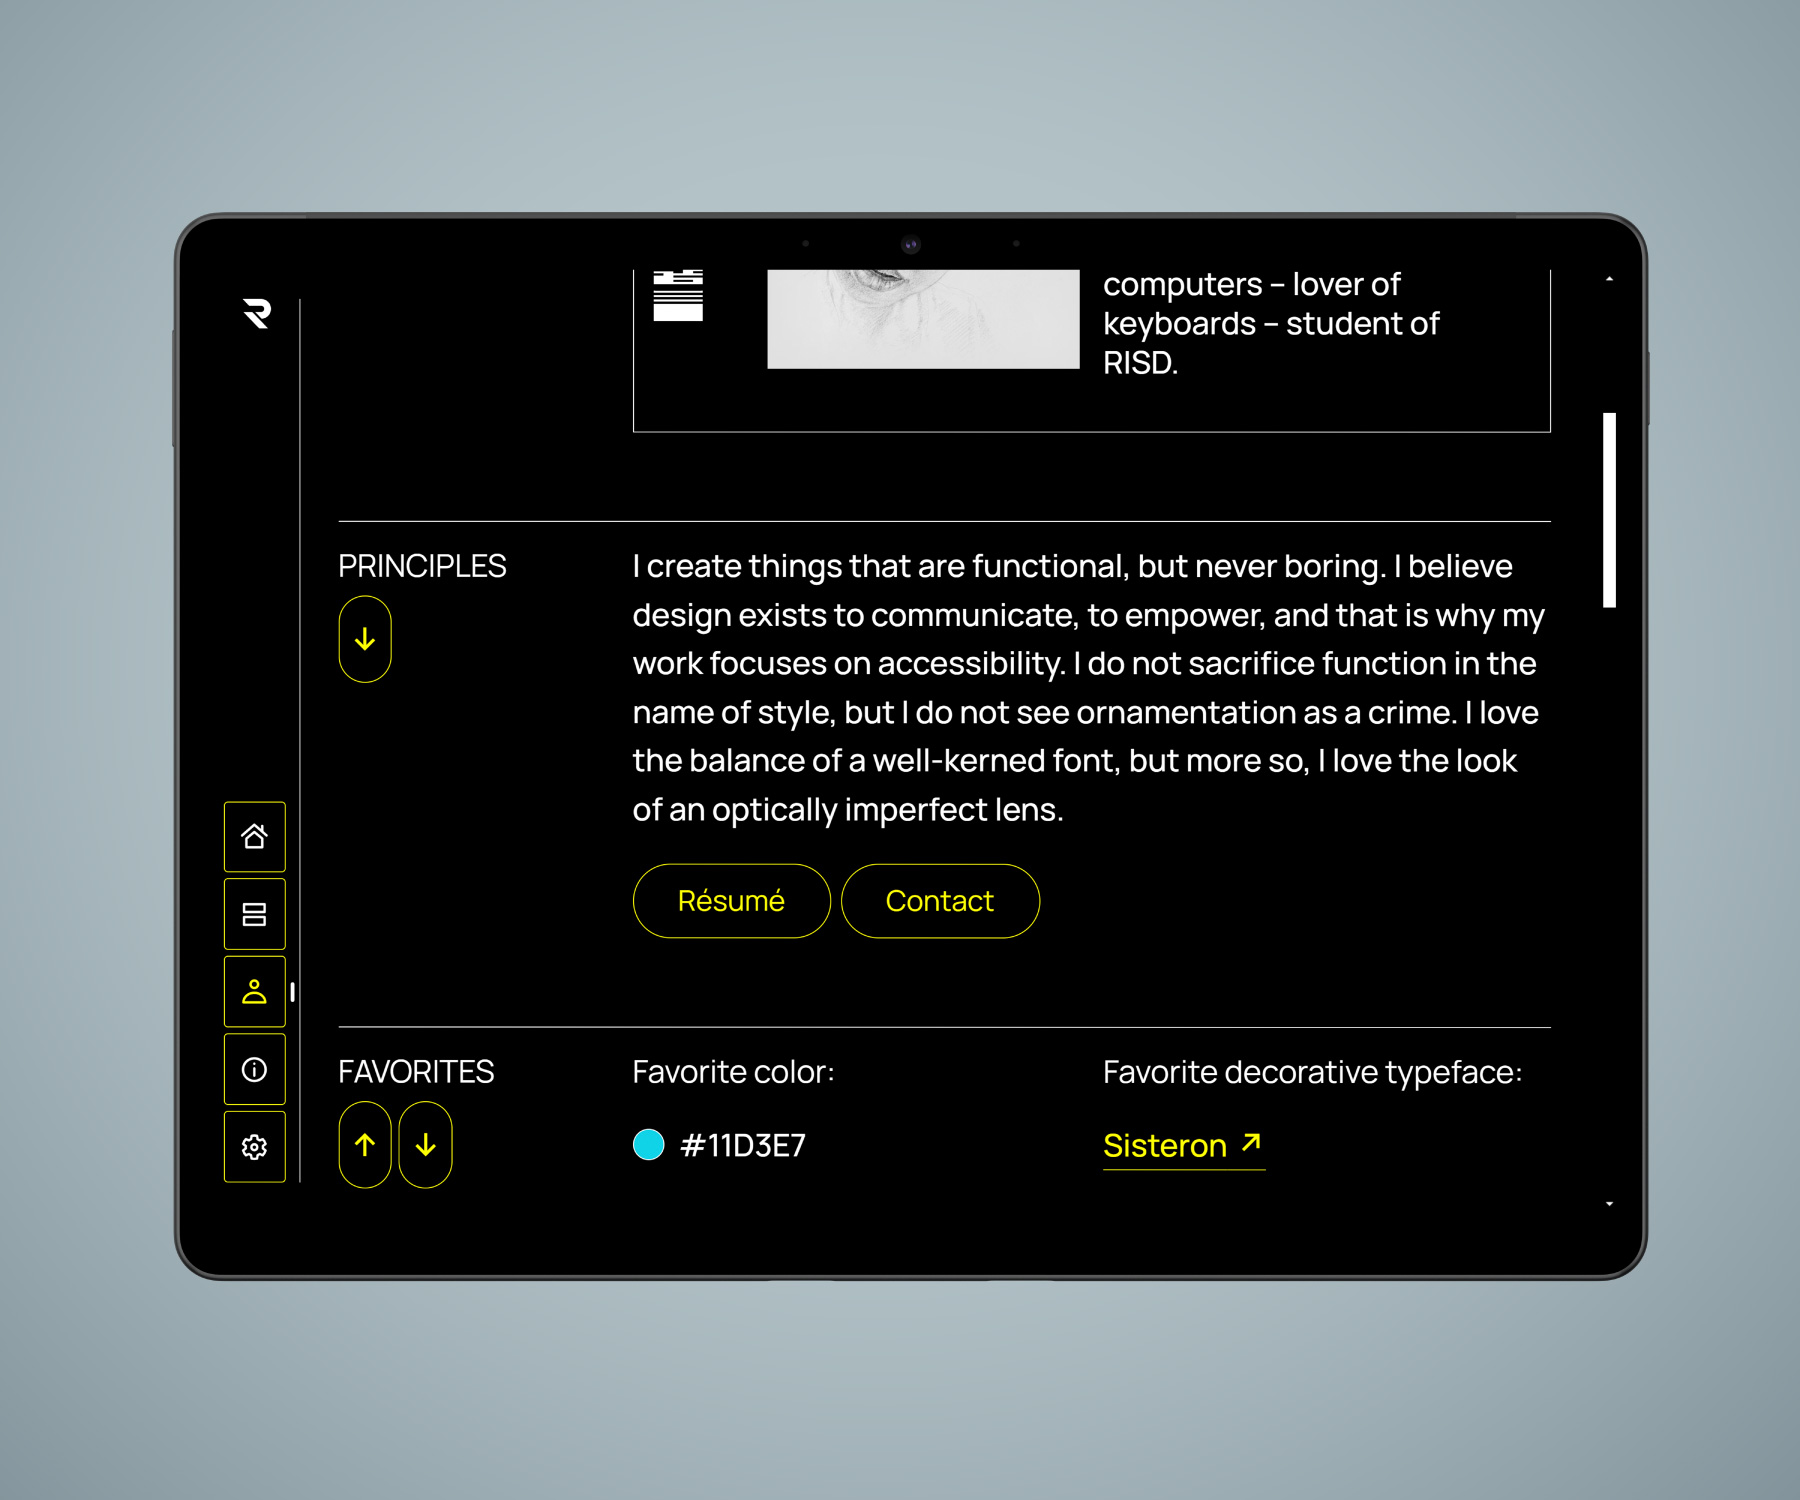 computers – lover of
keyboards – student of
RISD.
PRINCIPLES
I create things that are functional, but never boring. I believe
design exists to communicate, to empower, and that is why my
work focuses on accessibility. I do not sacrifice function in the
name of style, but I do not see ornamentation as a crime. I love
the balance of a well-kerned font, but more so, I love the look
of an optically imperfect lens.
Résumé
Contact
FAVORITES
Favorite color:
#11D3E7
Favorite decorative typeface:
Sisteron